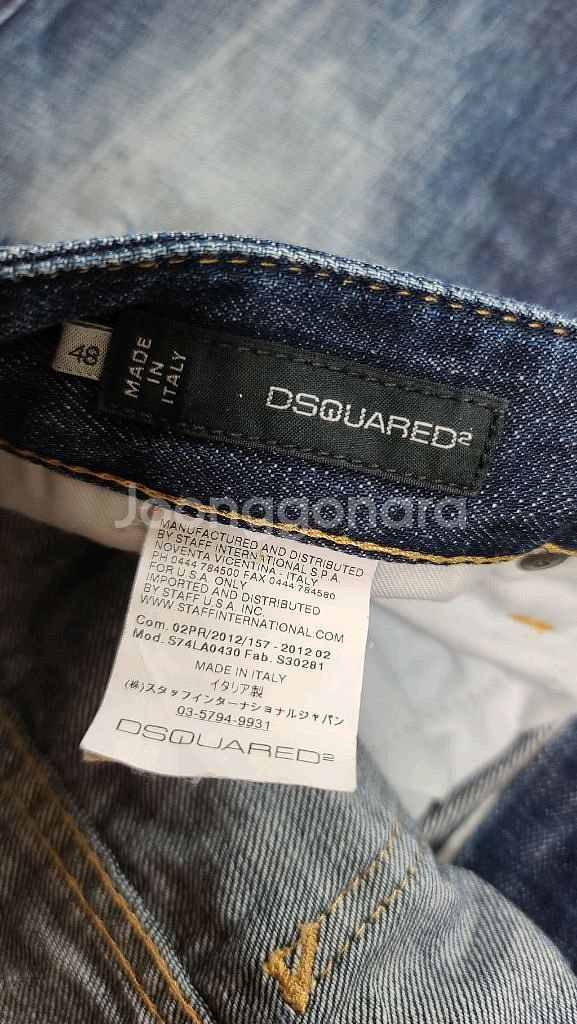 48
MADE
IN
ITALY
DSQUARED2
Joonggonara
MANUFACTURED AND DISTRIBUTED
BY STAFF INTERNATIONAL S.P.A.
NOVENTA VICENTINA - ITALY
PH 0444 784500 FAX 0444 784580
FOR U.S.A. ONLY
IMPORTED AND DISTRIBUTED
BY STAFF U.S.A. INC.
WWW.STAFFINTERNATIONAL.COM
Com. 02PR/2012/157 - 2012 02
Mod. S74LA0430 Fab. S30281
MADE IN ITALY
イタリア製
(株)スタッフインターナショナルジャパン
03-5794-9931
DSQUARED2